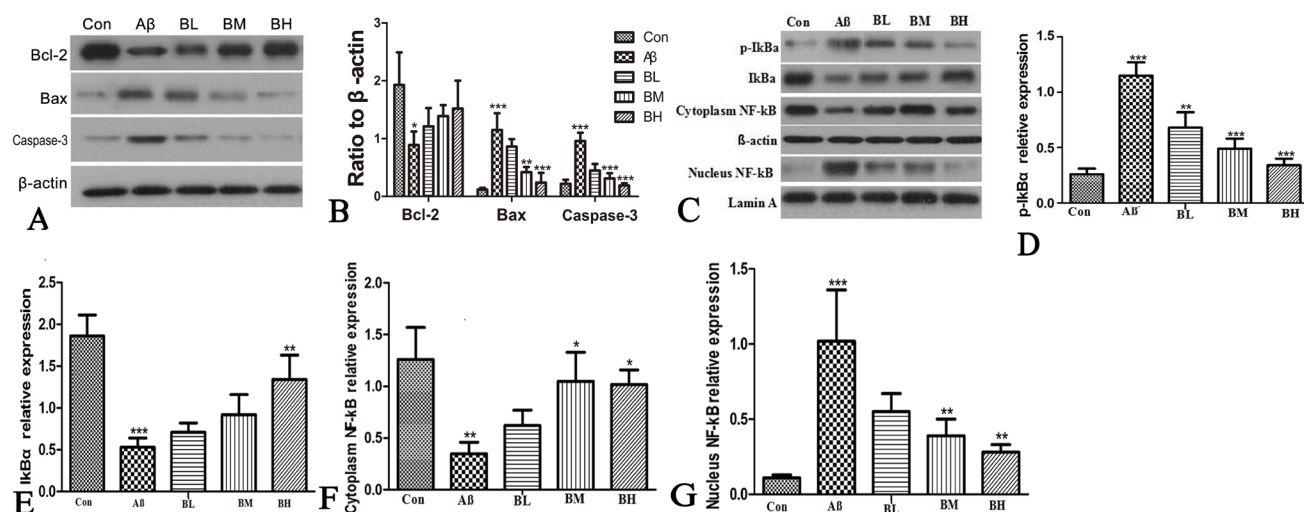 Con Aβ BL BM BH
Bcl-2
Bax
Caspase-3
β-actin
A
Ratio to β -actin
3
2
1
0
*
***
**
***
***
***
***
Bcl-2 Bax Caspase-3
Con
Aβ
BL
BM
BH
B
Con Aß BL BM BH
p-IkBa
IkBa
Cytoplasm NF-kB
ß-actin
Nucleus NF-kB
Lamin A
C
p-IkBα reletive expression
1.5
1.0
0.5
0.0
***
**
***
***
Con Aß BL BM BH
D
IkBα relative expression
2.5
2.0
1.5
1.0
0.5
0.0
***
**
Con Aß BL BM BH
E
Cytoplasm NF-kB relative expression
2.0
1.5
1.0
0.5
0.0
**
*
*
Con Aß BL BM BH
F
Nucleus NF-kB relative expression
1.5
1.0
0.5
0.0
***
**
**
Con Aß BL BM BH
G